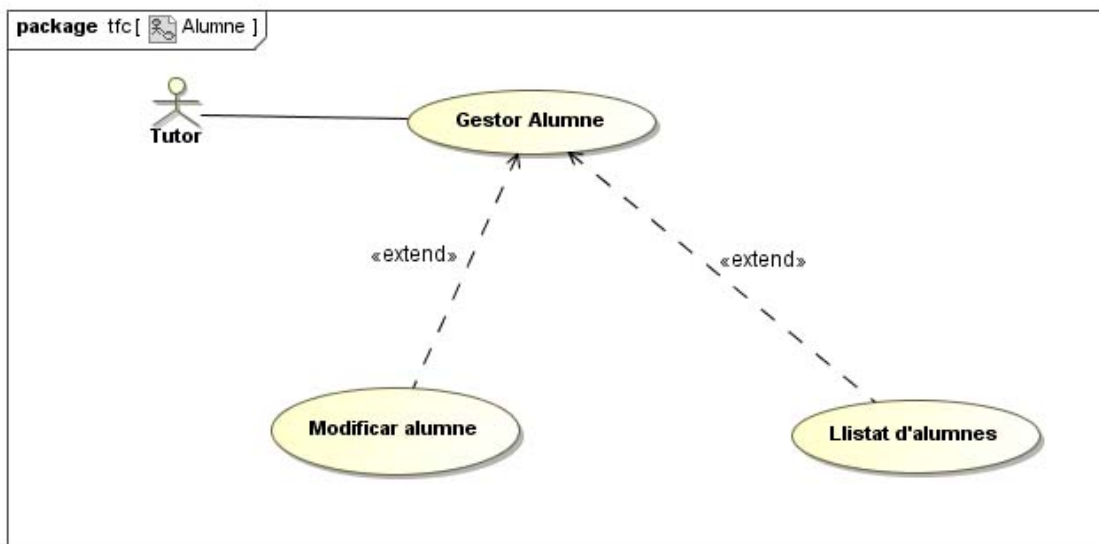 package tfc [ Alumne ]
Tutor
Gestor Alumne
«extend»
«extend»
Modificar alumne
Llistat d'alumnes